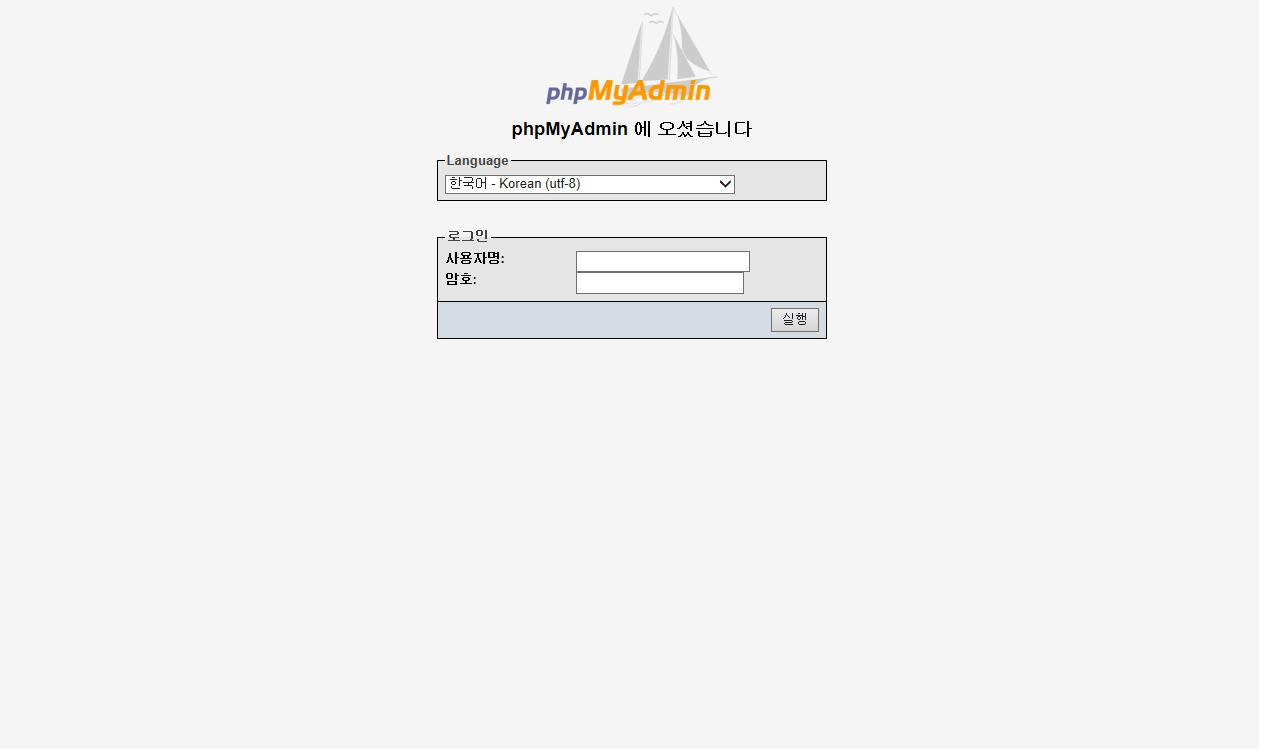 phpMyAdmin
phpMyAdmin 에 오셨습니다
Language
한국어 - Korean (utf-8)
로그인
사용자명:
암호:
실행